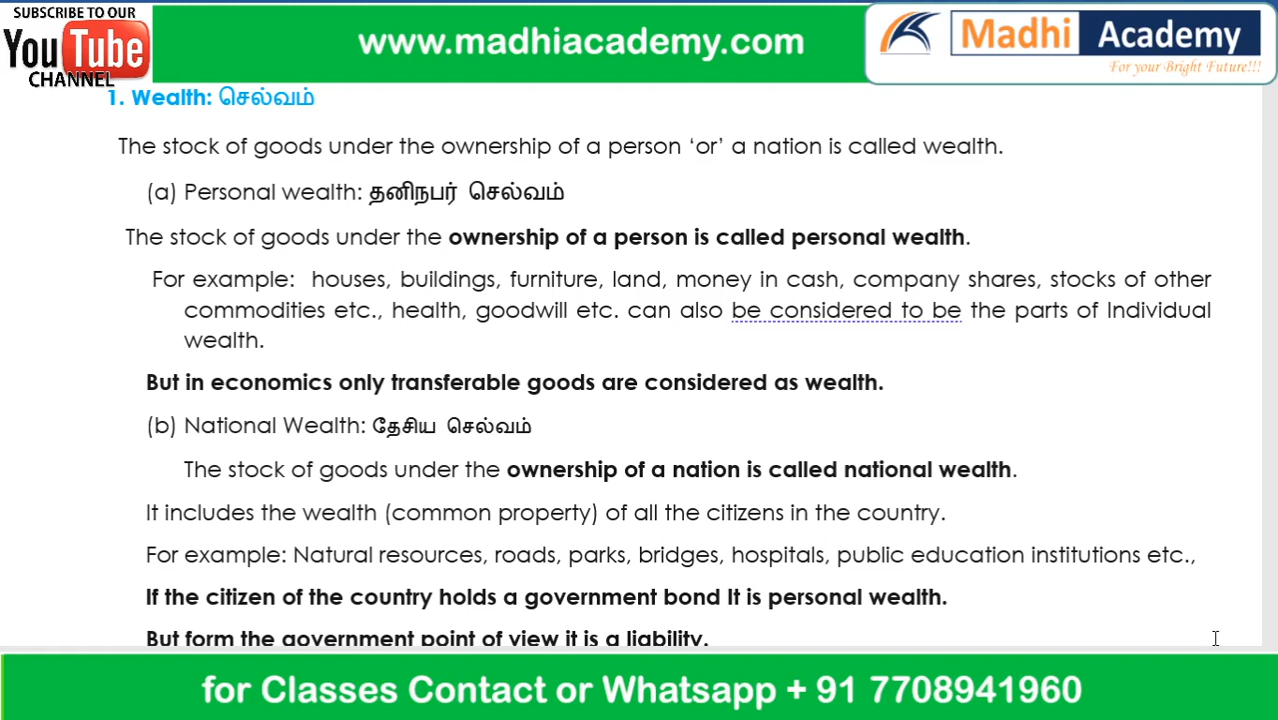 SUBSCRIBE TO OUR
YouTube
CHANNEL
www.madhiacademy.com
Madhi Academy
For your Bright Future!!!
1. Wealth: செல்வம்
The stock of goods under the ownership of a person ‘or’ a nation is called wealth.
(a) Personal wealth: தனிநபர் செல்வம்
The stock of goods under the ownership of a person is called personal wealth.
For example: houses, buildings, furniture, land, money in cash, company shares, stocks of other
commodities etc., health, goodwill etc. can also be considered to be the parts of Individual
wealth.
But in economics only transferable goods are considered as wealth.
(b) National Wealth: தேசிய செல்வம்
The stock of goods under the ownership of a nation is called national wealth.
It includes the wealth (common property) of all the citizens in the country.
For example: Natural resources, roads, parks, bridges, hospitals, public education institutions etc.,
If the citizen of the country holds a government bond It is personal wealth.
But form the government point of view it is a liability.
for Classes Contact or Whatsapp + 91 7708941960